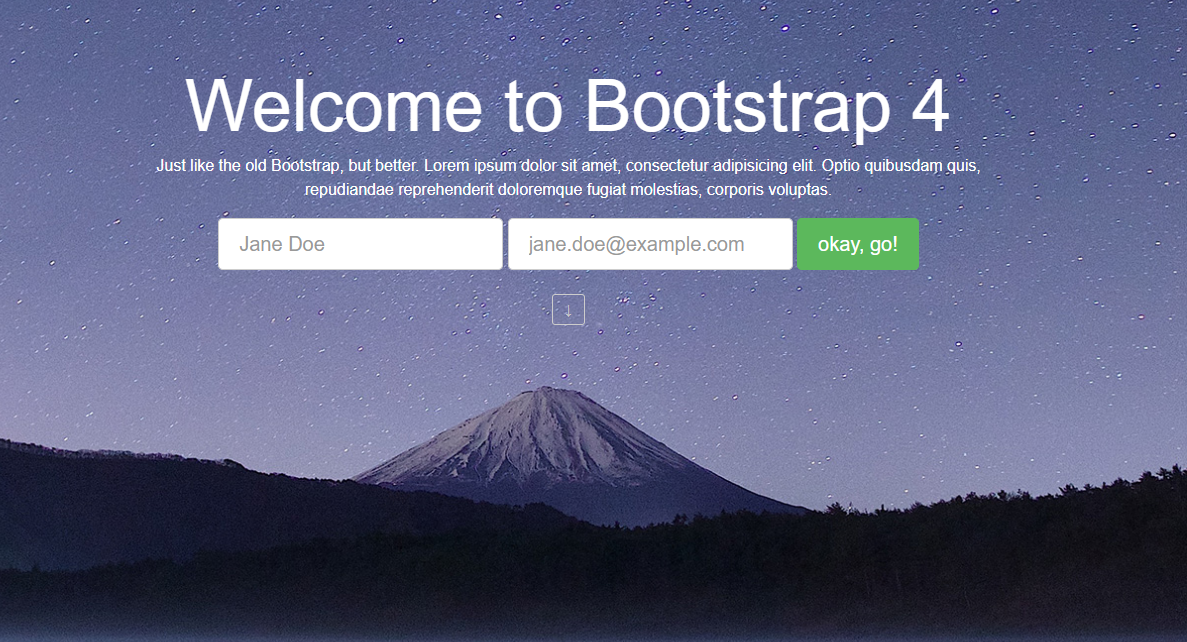 Welcome to Bootstrap 4
Just like the old Bootstrap, but better. Lorem ipsum dolor sit amet, consectetur adipisicing elit. Optio quibusdam quis,
repudiandae reprehenderit doloremque fugiat molestias, corporis voluptas.
Jane Doe jane.doe@example.com okay, go!
↓